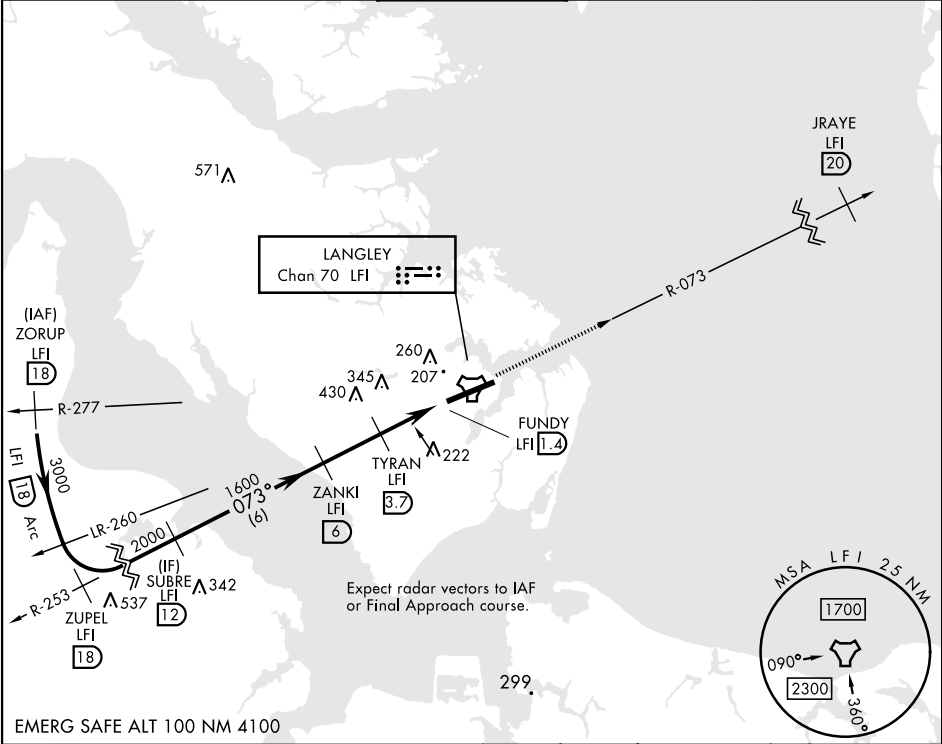 JRAYE
LFI
20
571
LANGLEY
Chan 70 LFI
R-073
(IAF)
ZORUP
LFI
18
260
207
345
430
R-277
FUNDY
LFI 1.4
222
TYRAN
LFI
3.7
LFI 18 Arc
3000
1600
073°
(6)
ZANKI
LFI
6
LR-260
2000
(IF)
SUBRE
LFI
12
342
R-253
537
ZUPEL
LFI
18
Expect radar vectors to IAF
or Final Approach course.
MSA LFI 25 NM
1700
090°
2300
360°
299
EMERG SAFE ALT 100 NM 4100